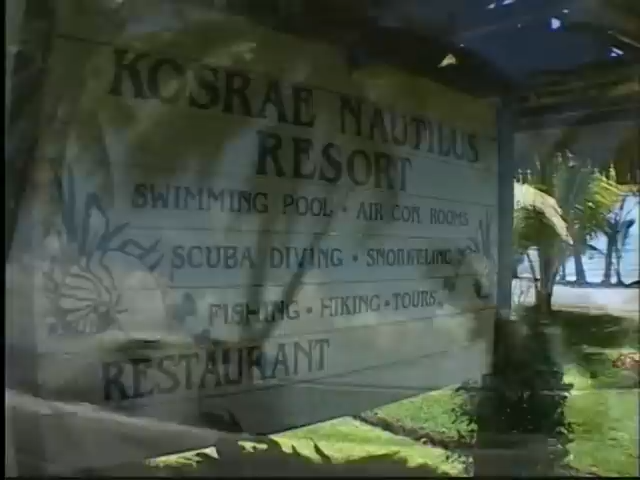 KOSRAE NAUTILUS
RESORT
SWIMMING POOL · AIR CON. ROOMS
SCUBA DIVING · SNORKELING
FISHING · HIKING · TOURS
RESTAURANT